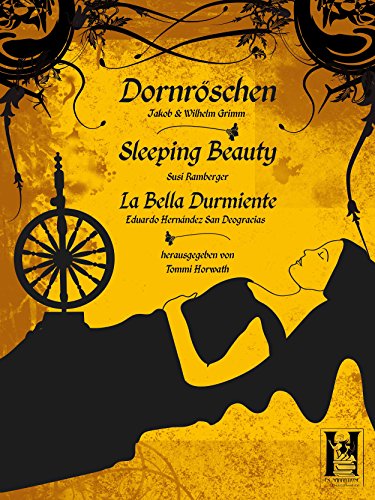 Dornröschen
Jakob & Wilhelm Grimm
Sleeping Beauty
Susi Ramberger
La Bella Durmiente
Eduardo Hernández San Deogracias
herausgegeben von
Tommi Horwath